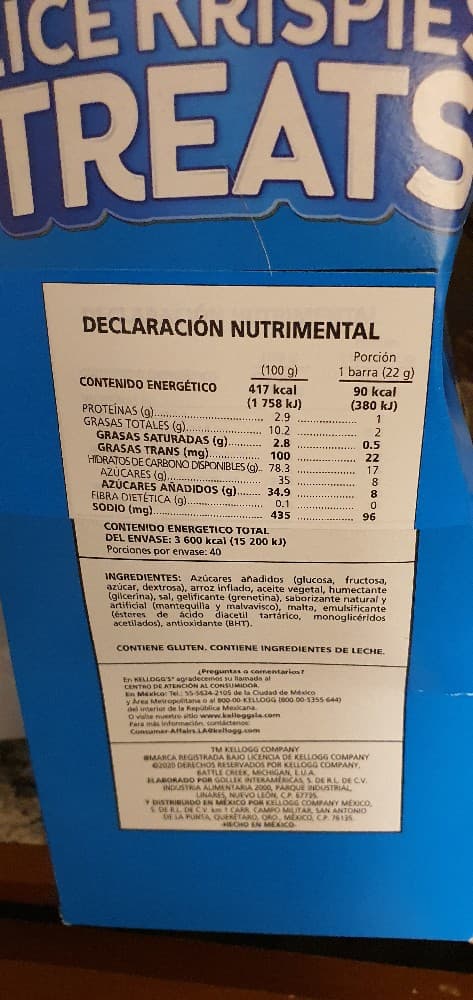 ICE KRISPIE
TREATS
DECLARACIÓN NUTRIMENTAL
Porción
(100 g) 1 barra (22 g)
CONTENIDO ENERGÉTICO 417 kcal 90 kcal
(1 758 kJ) (380 kJ)
PROTEÍNAS (g) 2.9 1
GRASAS TOTALES (g) 10.2 2
GRASAS SATURADAS (g) 2.8 0.5
GRASAS TRANS (mg) 100 22
HIDRATOS DE CARBONO DISPONIBLES (g) 78.3 17
AZÚCARES (g) 35 8
AZÚCARES AÑADIDOS (g) 34.9 8
FIBRA DIETÉTICA (g) 0.1 0
SODIO (mg) 435 96
CONTENIDO ENERGETICO TOTAL
DEL ENVASE: 3 600 kcal (15 200 kJ)
Porciones por envase: 40
INGREDIENTES: Azúcares añadidos (glucosa, fructosa,
azúcar, dextrosa), arroz inflado, aceite vegetal, humectante
(glicerina), sal, gelificante (grenetina), saborizante natural y
artificial (mantequilla y malvavisco), malta, emulsificante
(ésteres de ácido diacetil tartárico, monoglicéridos
acetilados), antioxidante (BHT).
CONTIENE GLUTEN. CONTIENE INGREDIENTES DE LECHE.
¿Preguntas o comentarios?
En KELLOGG'S® agradecemos su llamada al
CENTRO DE ATENCIÓN AL CONSUMIDOR.
En México: Tel.: 55-5624-2105 de la Ciudad de México
y Área Metropolitana o al 800-00-KELLOGG (800-00-5355-644)
del interior de la República Mexicana.
O visite nuestro sitio www.kelloggsla.com
Para más información, contáctenos:
Consumer-Affairs.LA@kellogg.com
TM KELLOGG COMPANY
®MARCA REGISTRADA BAJO LICENCIA DE KELLOGG COMPANY
©2020 DERECHOS RESERVADOS POR KELLOGG COMPANY,
BATTLE CREEK, MICHIGAN, E.U.A.
ELABORADO POR GOLLEK INTERAMÉRICAS, S. DE R.L. DE C.V.
INDUSTRIA ALIMENTARIA 2000, PARQUE INDUSTRIAL,
LINARES, NUEVO LEÓN, C.P. 67735.
Y DISTRIBUIDO EN MÉXICO POR KELLOGG COMPANY MÉXICO,
S. DE R.L. DE C.V. km 1 CARR. CAMPO MILITAR, SAN ANTONIO
DE LA PUNTA, QUERÉTARO, QRO., MÉXICO, C.P. 76135.
-HECHO EN MÉXICO-